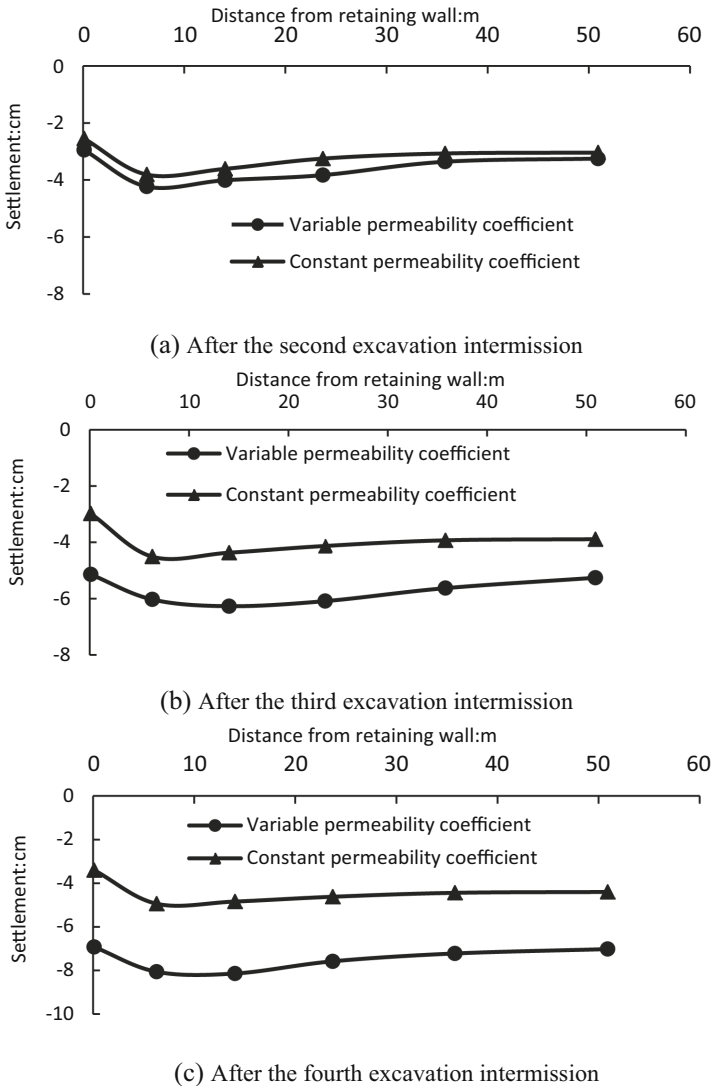 Distance from retaining wall:m
0 10 20 30 40 50 60
0
-2
-4
-6
-8
Settlement:cm
Variable permeability coefficient
Constant permeability coefficient
(a) After the second excavation intermission
Distance from retaining wall:m
0 10 20 30 40 50 60
0
-2
-4
-6
-8
Settlement:cm
Variable permeability coefficient
Constant permeability coefficient
(b) After the third excavation intermission
Distance from retaining wall:m
0 10 20 30 40 50 60
0
-2
-4
-6
-8
-10
Settlement:cm
Variable permeability coefficient
Constant permeability coefficient
(c) After the fourth excavation intermission